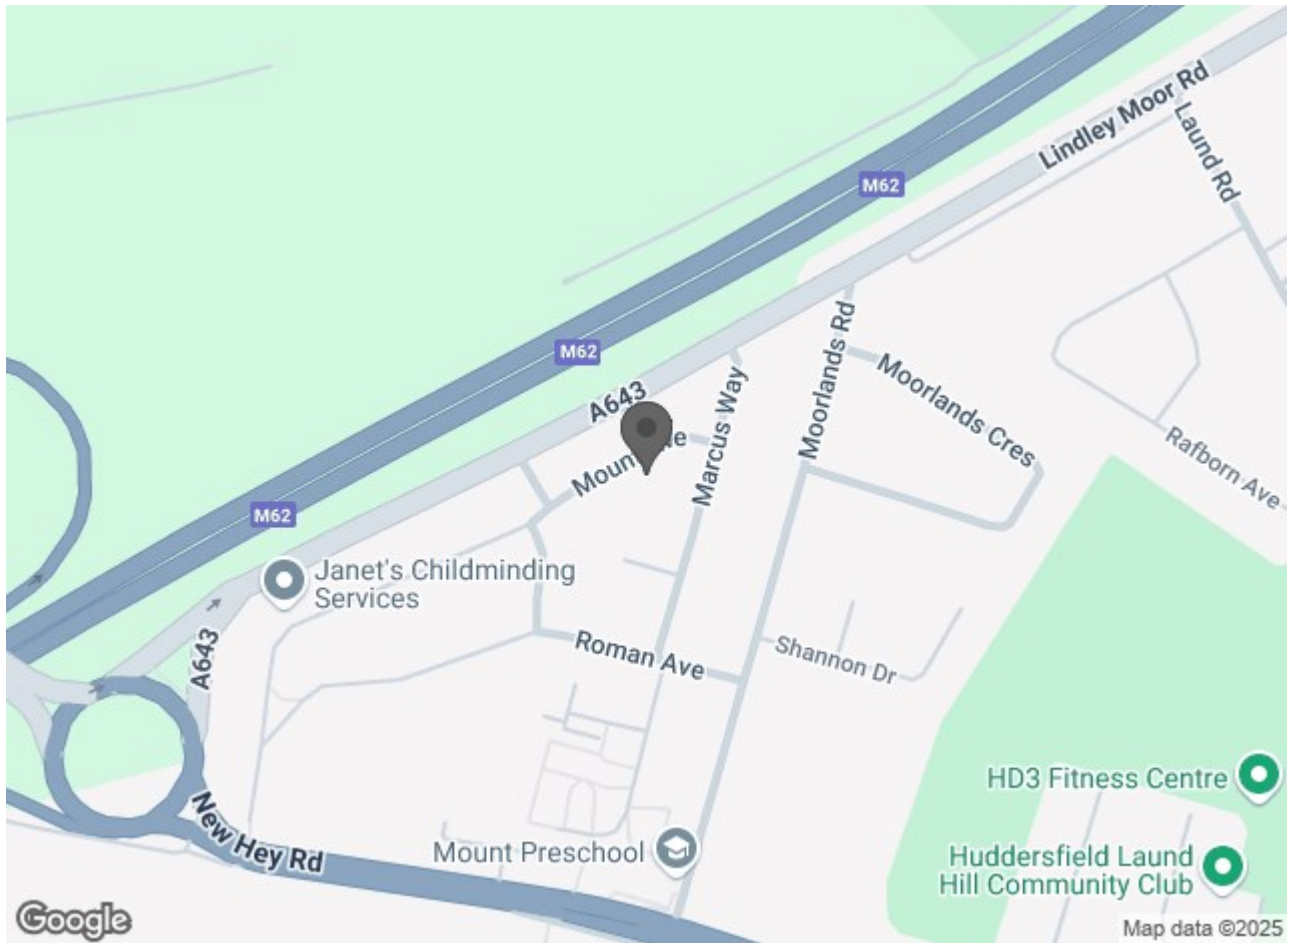 Lindley Moor Rd
Laund Rd
M62
M62
A643
Moorlands Rd
Moorlands Cres
Marcus Way
Rafborn Ave
M62
Janet's Childminding
Services
A643
Roman Ave
Shannon Dr
HD3 Fitness Centre
New Hey Rd
Mount Preschool
Huddersfield Laund
Hill Community Club
Google
Map data ©2025